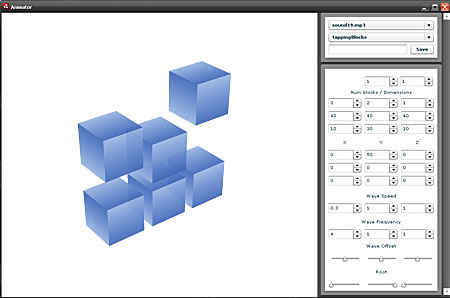 Animator
sound19.mp3
tappingBlocks
Save
1 1
Num blocks / Dimensions
3 2 1
40 40 40
10 30 10
X Y Z
0 50 0
0 0 0
0 0 0
Wave Speed
0.3 1 1
Wave Frequency
4 1 1
Wave Offset
Root